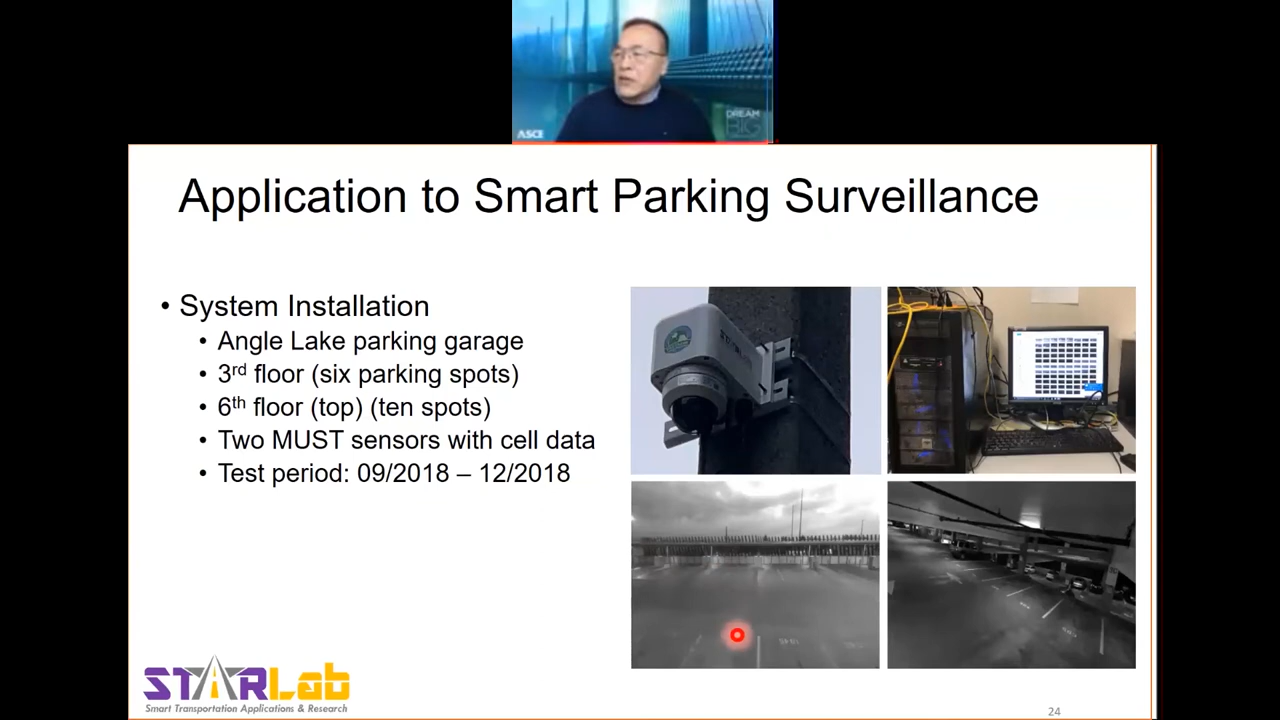 ASCE
DREAM
BIG
Application to Smart Parking Surveillance
• System Installation
• Angle Lake parking garage
• 3rd floor (six parking spots)
• 6th floor (top) (ten spots)
• Two MUST sensors with cell data
• Test period: 09/2018 – 12/2018
STARLab
Smart Transportation Applications & Research
24